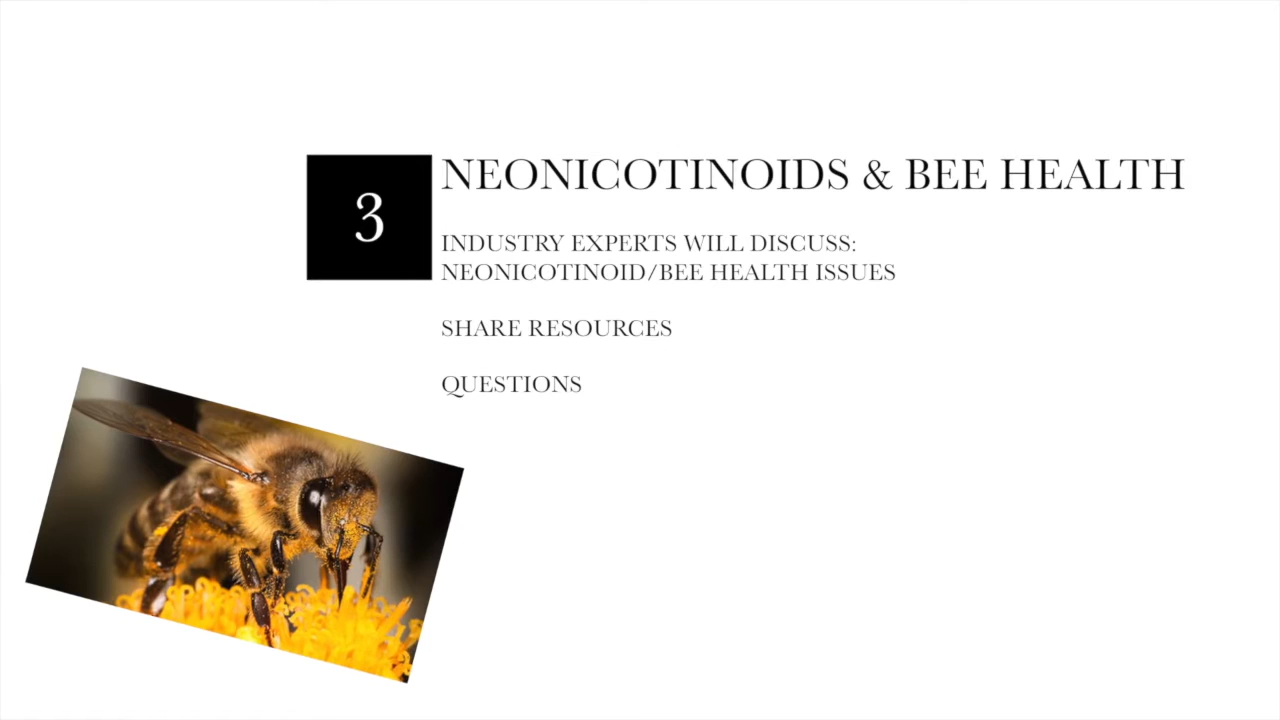 3
NEONICOTINOIDS & BEE HEALTH
INDUSTRY EXPERTS WILL DISCUSS:
NEONICOTINOID/BEE HEALTH ISSUES
SHARE RESOURCES
QUESTIONS